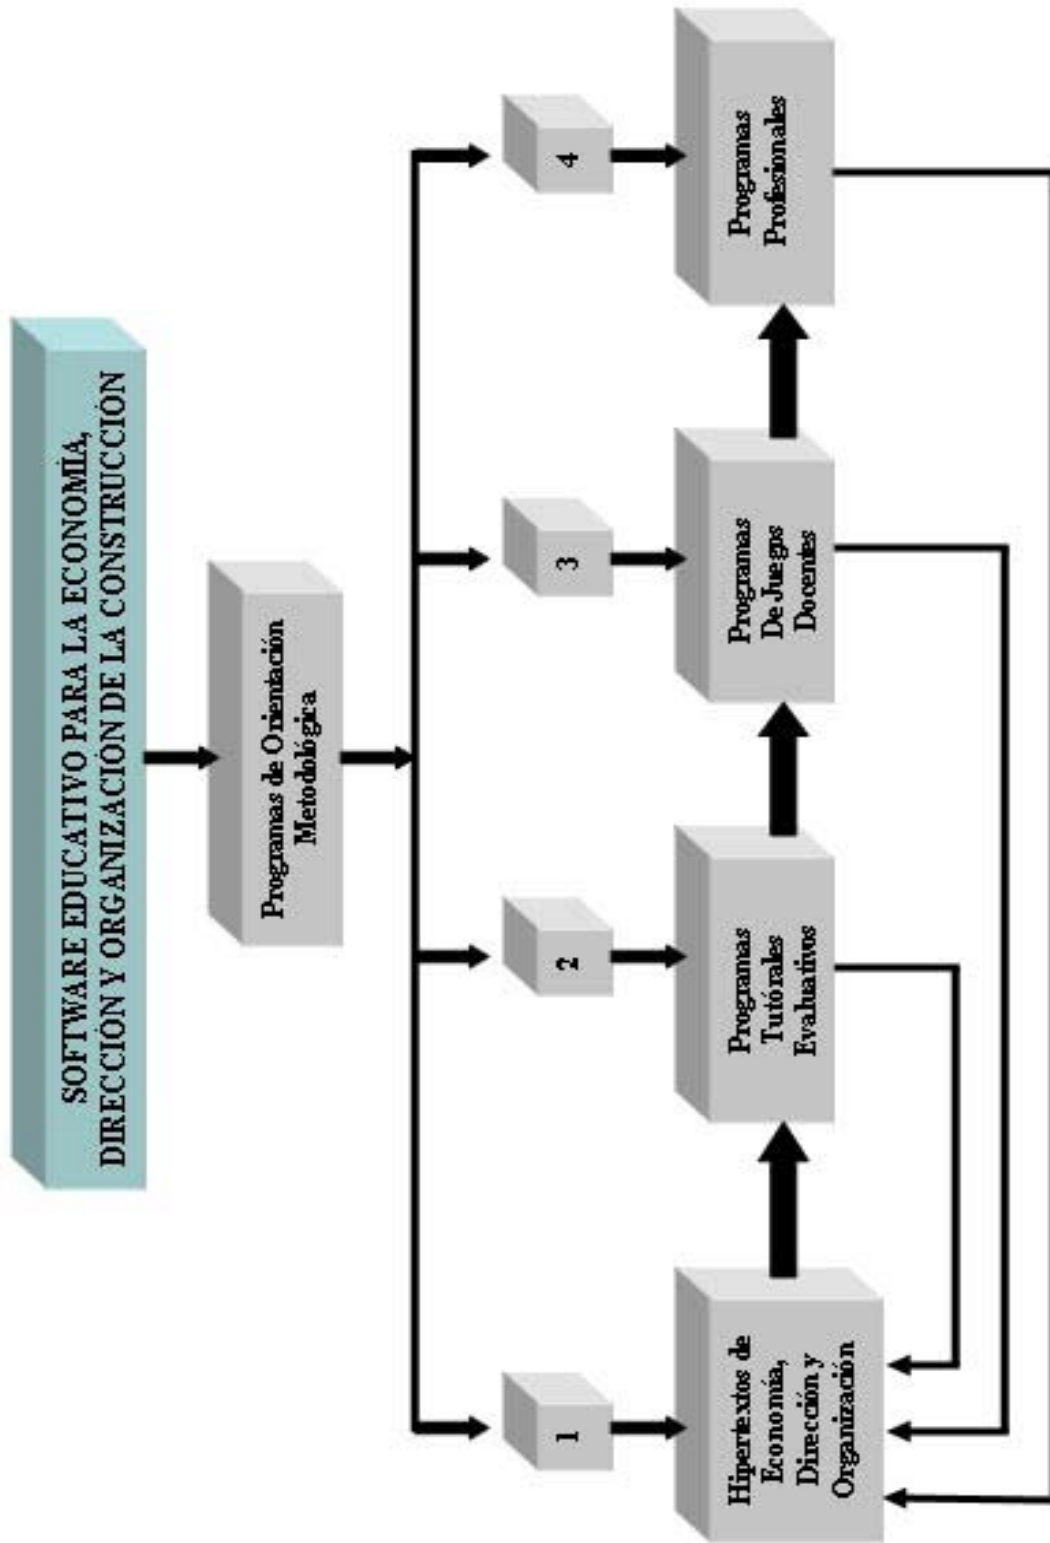 SOFTWARE EDUCATIVO PARA LA ECONOMÍA,
DIRECCIÓN Y ORGANIZACIÓN DE LA CONSTRUCCIÓN
Programas de Orientación
Metodológica
1
2
3
4
Hipertextos de
Economía,
Dirección y
Organización
Programas
Tutórales
Evaluativos
Programas
De Juegos
Docentes
Programas
Profesionales